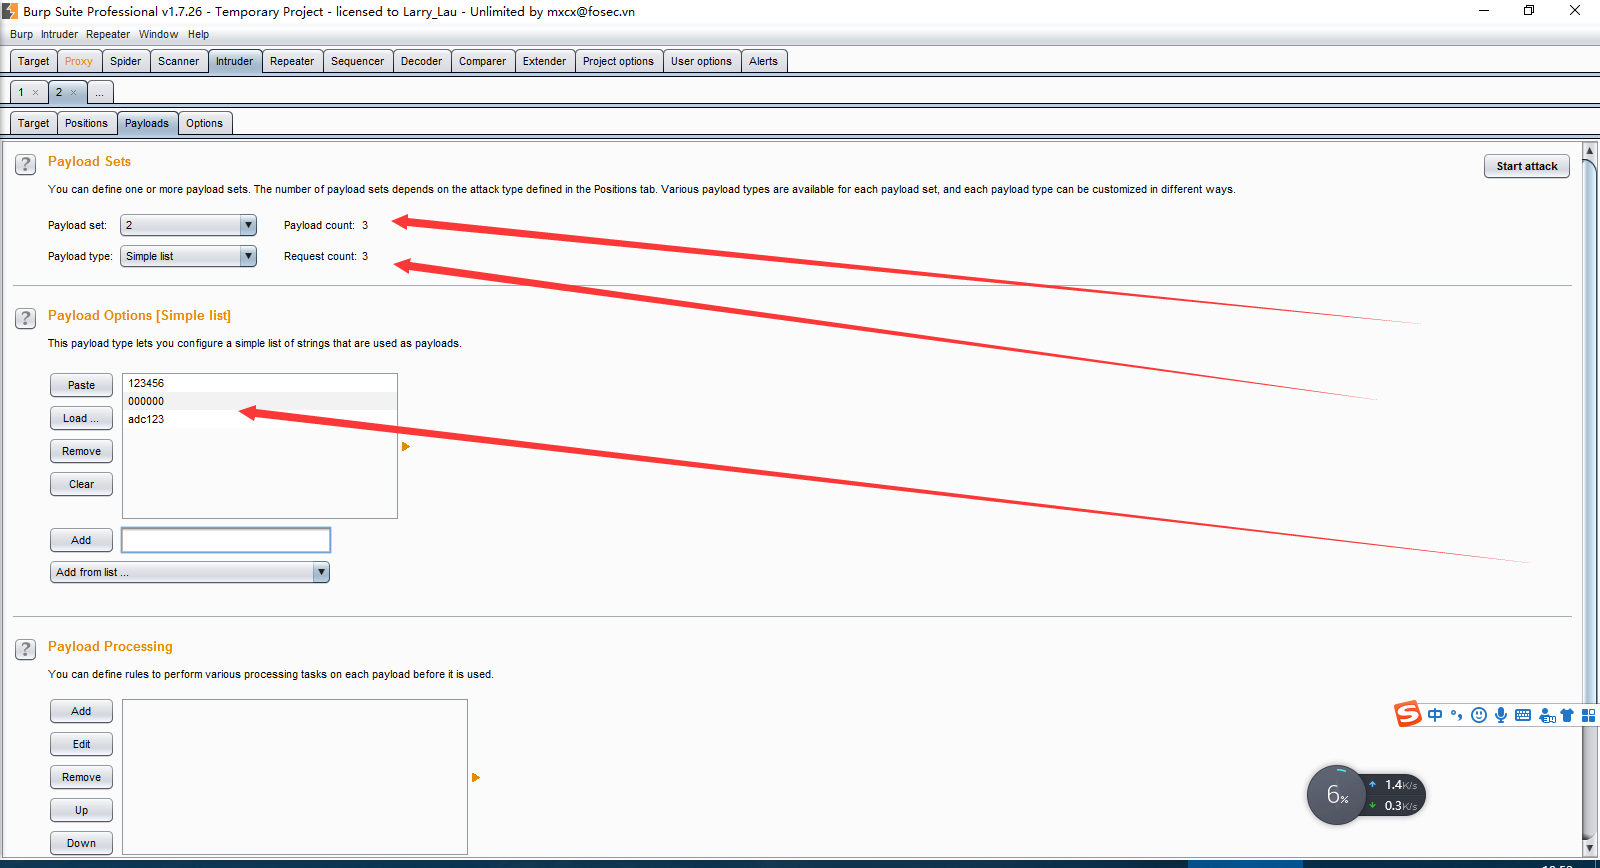 Burp Suite Professional v1.7.26 - Temporary Project - licensed to Larry_Lau - Unlimited by mxcx@fosec.vn
Burp Intruder Repeater Window Help
Target Proxy Spider Scanner Intruder Repeater Sequencer Decoder Comparer Extender Project options User options Alerts
1 × 2 × ...
Target Positions Payloads Options
? Payload Sets
Start attack
You can define one or more payload sets. The number of payload sets depends on the attack type defined in the Positions tab. Various payload types are available for each payload set, and each payload type can be customized in different ways.
Payload set: 2 Payload count: 3
Payload type: Simple list Request count: 3
? Payload Options [Simple list]
This payload type lets you configure a simple list of strings that are used as payloads.
Paste 123456
000000
Load ... adc123
Remove
Clear
Add
Add from list ...
? Payload Processing
You can define rules to perform various processing tasks on each payload before it is used.
Add
Edit
Remove
Up
Down
S 中
6% 1.4K/s
0.3K/s